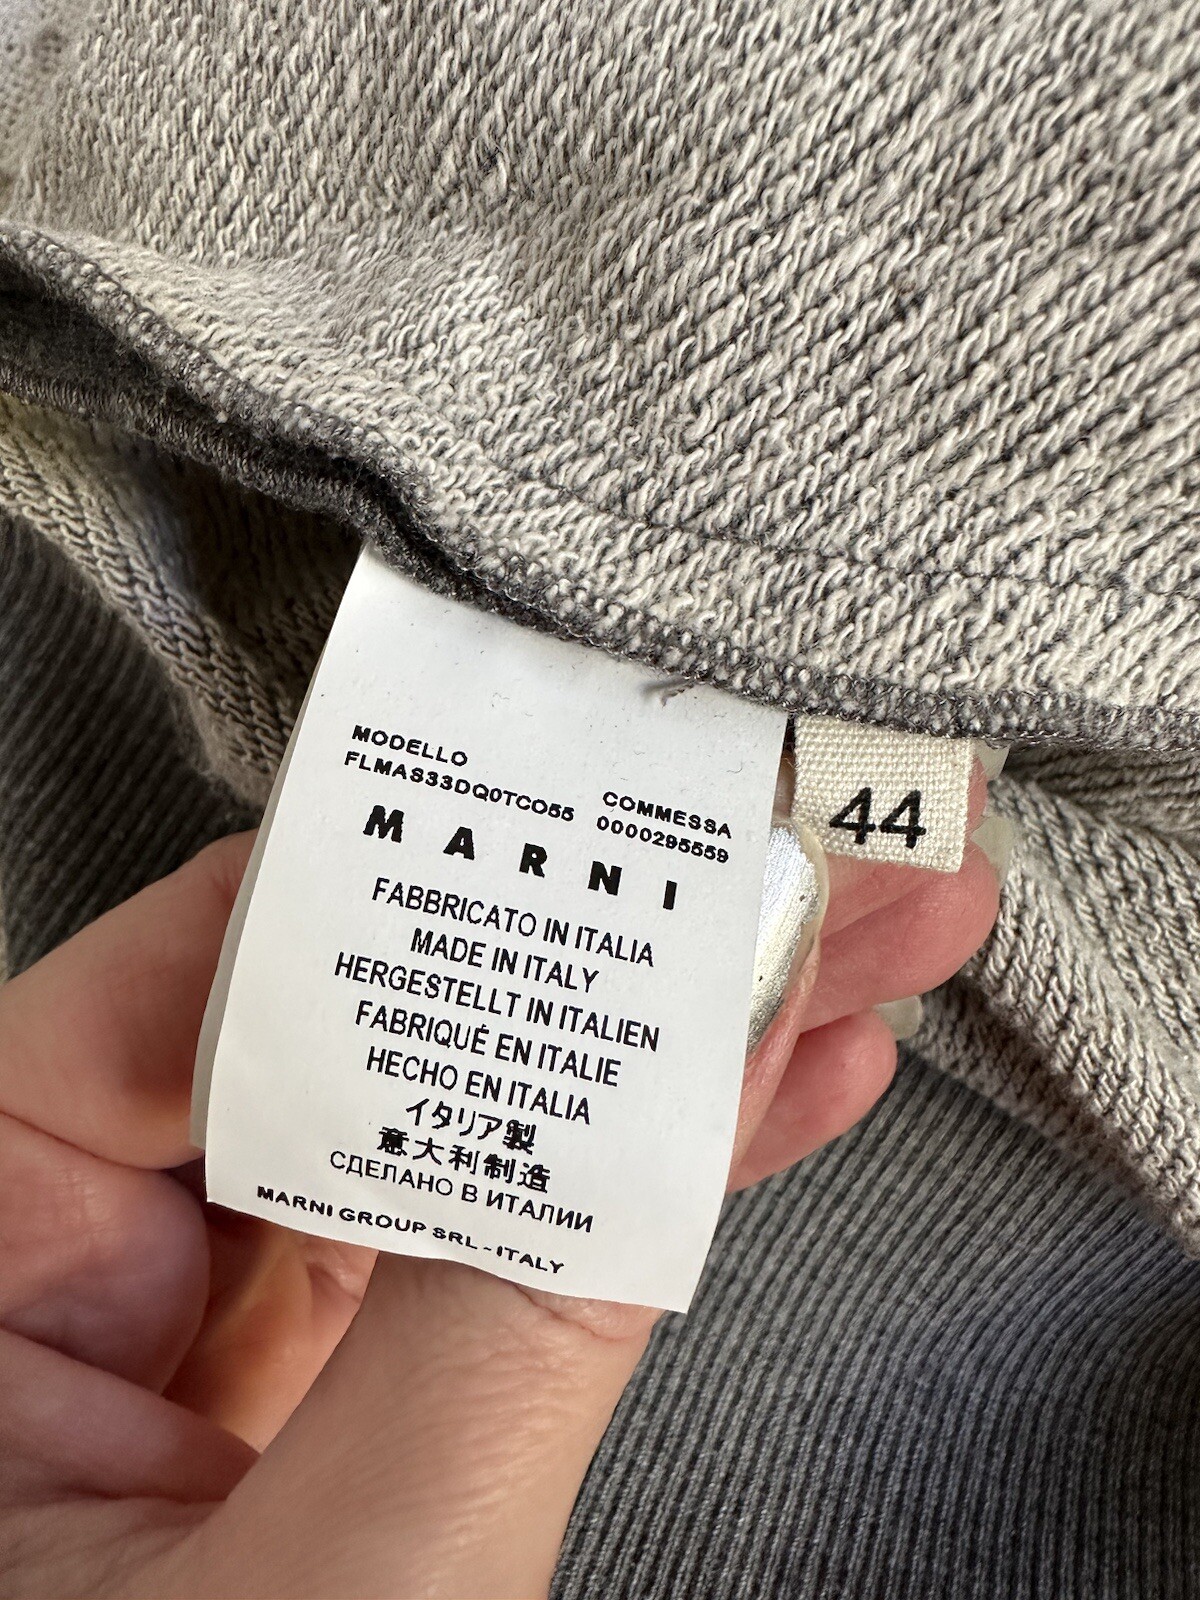 MODELLO
FLMAS33DQ0TCO55
COMMESSA
0000295559
MARNI
FABBRICATO IN ITALIA
MADE IN ITALY
HERGESTELLT IN ITALIEN
FABRIQUÉ EN ITALIE
HECHO EN ITALIA
イタリア製
意大利制造
СДЕЛАНО В ИТАЛИИ
MARNI GROUP SRL - ITALY
44